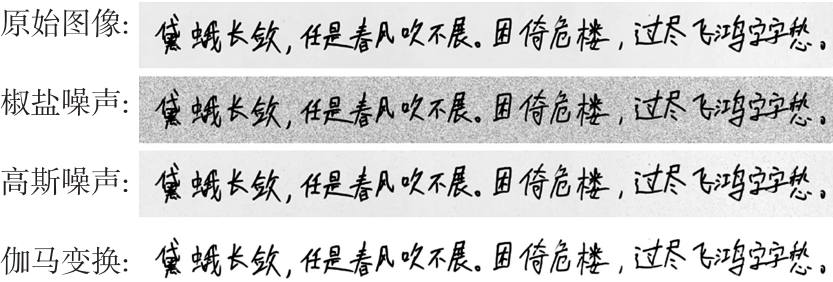 原始图像: 黛蛾长敛,任是春风吹不展。困倚危楼,过尽飞鸿字字愁。
椒盐噪声: 黛蛾长敛,任是春风吹不展。困倚危楼,过尽飞鸿字字愁。
高斯噪声: 黛蛾长敛,任是春风吹不展。困倚危楼,过尽飞鸿字字愁。
伽马变换: 黛蛾长敛,任是春风吹不展。困倚危楼,过尽飞鸿字字愁。